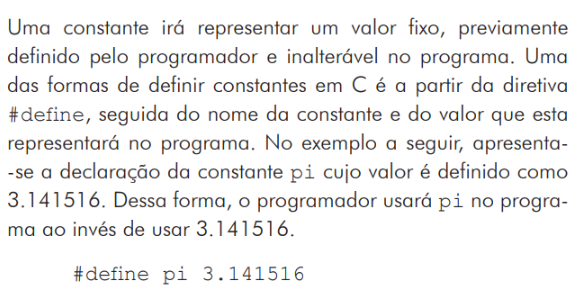 Uma constante irá representar um valor fixo, previamente
definido pelo programador e inalterável no programa. Uma
das formas de definir constantes em C é a partir da diretiva
#define, seguida do nome da constante e do valor que esta
representará no programa. No exemplo a seguir, apresenta-
-se a declaração da constante pi cujo valor é definido como
3.141516. Dessa forma, o programador usará pi no progra-
ma ao invés de usar 3.141516.
#define pi 3.141516